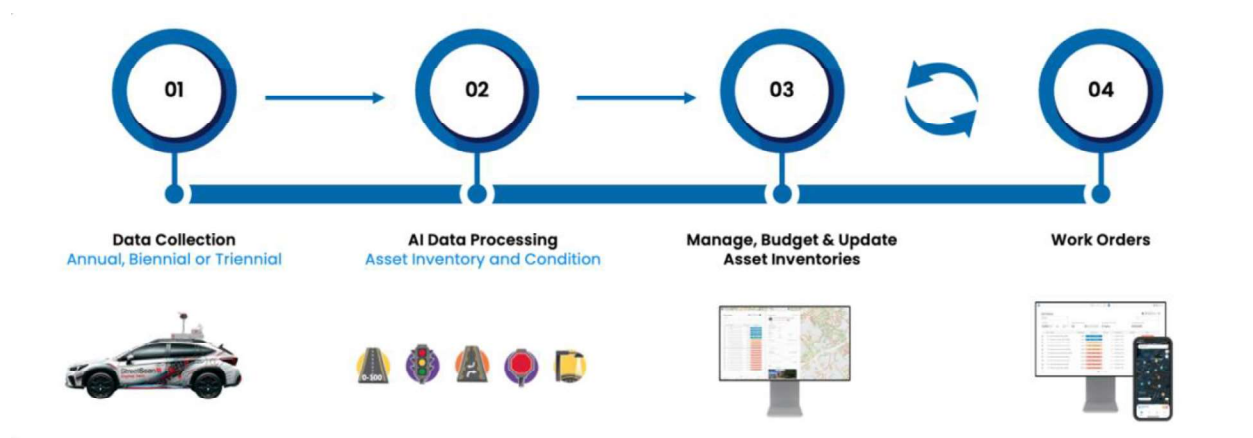 01
02
03
04
Data Collection
Annual, Biennial or Triennial
AI Data Processing
Asset Inventory and Condition
Manage, Budget & Update
Asset Inventories
Work Orders
0-100